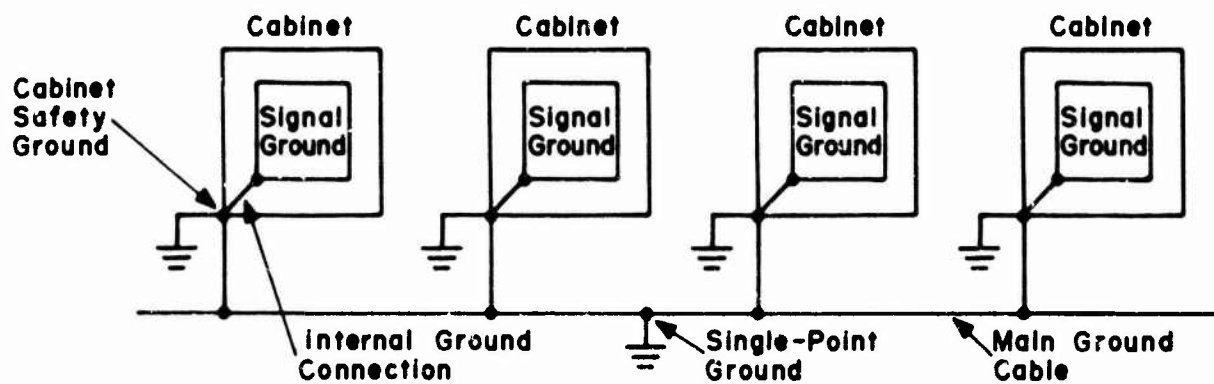 Cabinet
Cabinet
Cabinet
Cabinet
Cabinet
Safety
Ground
Signal
Ground
Signal
Ground
Signal
Ground
Signal
Ground
Internal Ground
Connection
Single-Point
Ground
Main Ground
Cable